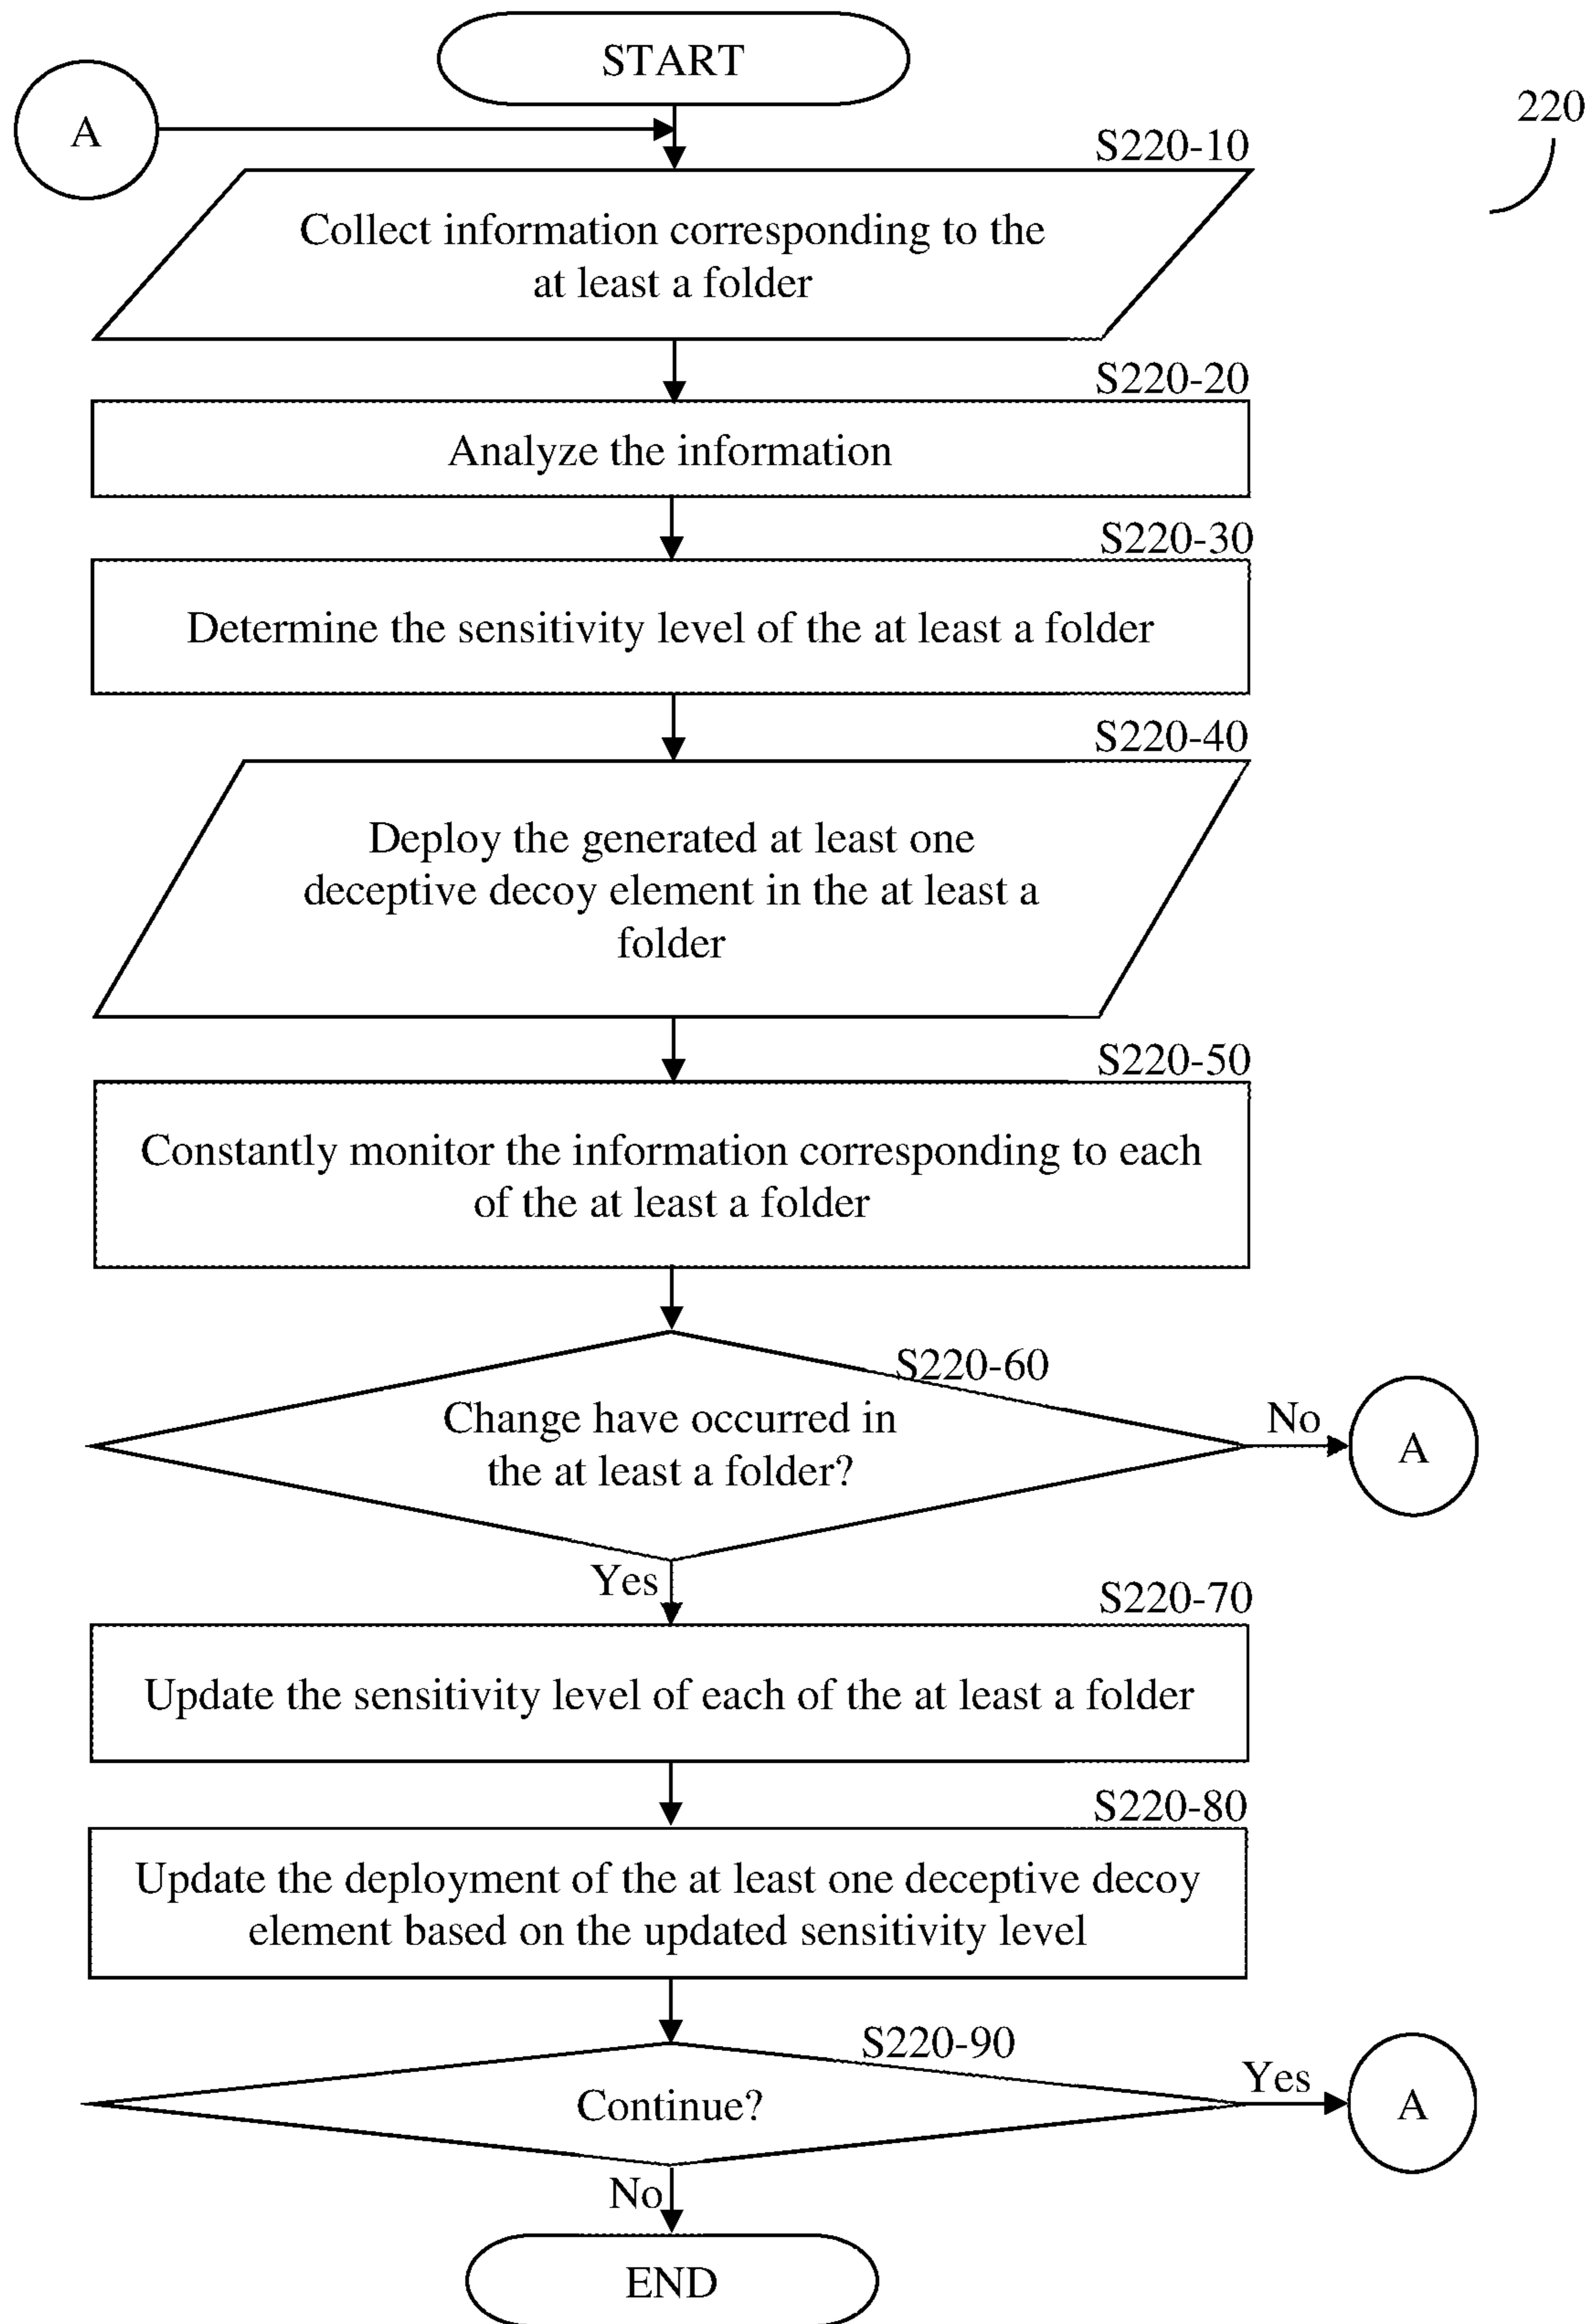 START
A
220
S220-10
Collect information corresponding to the
at least a folder
S220-20
Analyze the information
S220-30
Determine the sensitivity level of the at least a folder
S220-40
Deploy the generated at least one
deceptive decoy element in the at least a
folder
S220-50
Constantly monitor the information corresponding to each
of the at least a folder
S220-60
Change have occurred in
the at least a folder?
No
A
Yes
S220-70
Update the sensitivity level of each of the at least a folder
S220-80
Update the deployment of the at least one deceptive decoy
element based on the updated sensitivity level
S220-90
Continue?
Yes
A
No
END